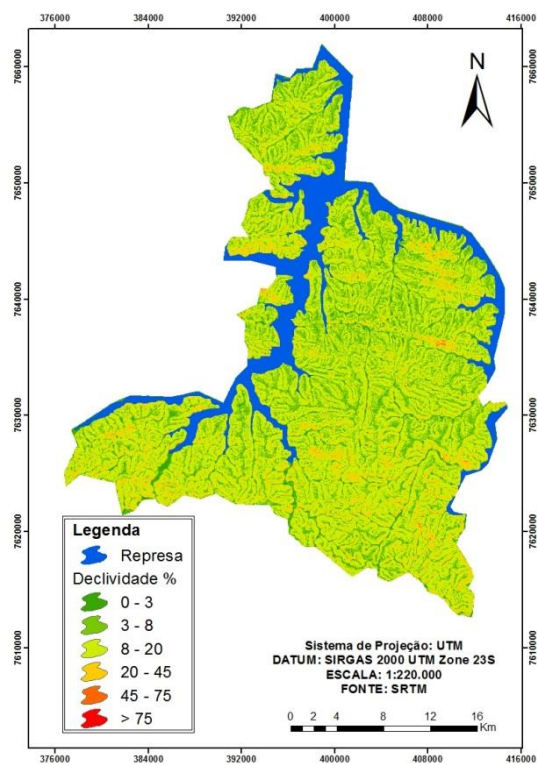 376000 384000 392000 400000 408000 416000
N
7660000 7660000
7650000 7650000
7640000 7640000
7630000 7630000
7620000 7620000
7610000 7610000
Legenda
Represa
Declividade %
0 - 3
3 - 8
8 - 20
20 - 45
45 - 75
> 75
Sistema de Projeção: UTM
DATUM: SIRGAS 2000 UTM Zone 23S
ESCALA: 1:220.000
FONTE: SRTM
0 2 4 8 12 16
Km
376000 384000 392000 400000 408000 416000